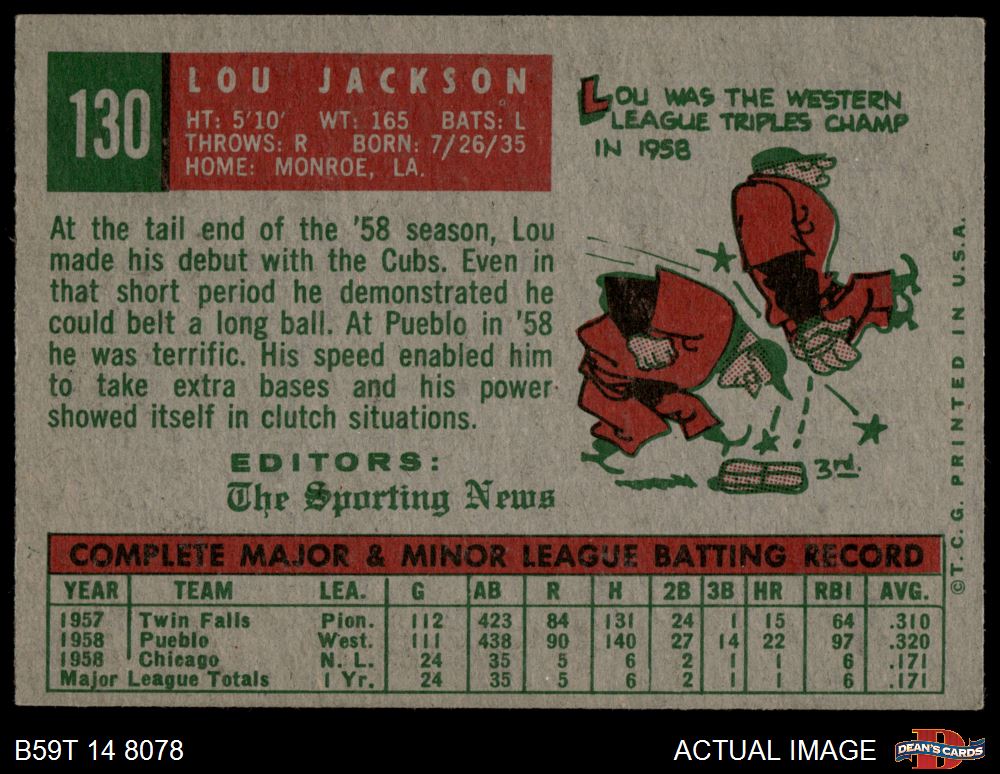 130
LOU JACKSON
HT: 5'10' WT: 165 BATS: L
THROWS: R BORN: 7/26/35
HOME: MONROE, LA.
At the tail end of the '58 season, Lou
made his debut with the Cubs. Even in
that short period he demonstrated he
could belt a long ball. At Pueblo in '58
he was terrific. His speed enabled him
to take extra bases and his power
showed itself in clutch situations.
EDITORS:
The Sporting News
LOU WAS THE WESTERN
LEAGUE TRIPLES CHAMP
IN 1958
3rd.
COMPLETE MAJOR & MINOR LEAGUE BATTING RECORD
YEAR TEAM LEA. G AB R H 2B 3B HR RBI AVG.
1957 Twin Falls Pion. 112 423 84 131 24 1 15 64 .310
1958 Pueblo West. 111 438 90 140 27 14 22 97 .320
1958 Chicago N. L. 24 35 5 6 2 1 1 6 .171
Major League Totals 1 Yr. 24 35 5 6 2 1 1 6 .171
©T. C. G. PRINTED IN U.S.A.
B59T 14 8078
ACTUAL IMAGE
D
DEAN'S CARDS